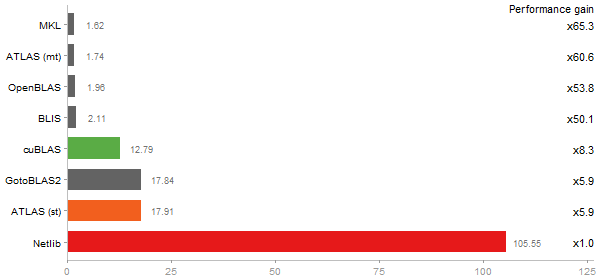 Performance gain
MKL 1.62 x65.3
ATLAS (mt) 1.74 x60.6
OpenBLAS 1.96 x53.8
BLIS 2.11 x50.1
cuBLAS 12.79 x8.3
GotoBLAS2 17.84 x5.9
ATLAS (st) 17.91 x5.9
Netlib 105.55 x1.0
0 25 50 75 100 125